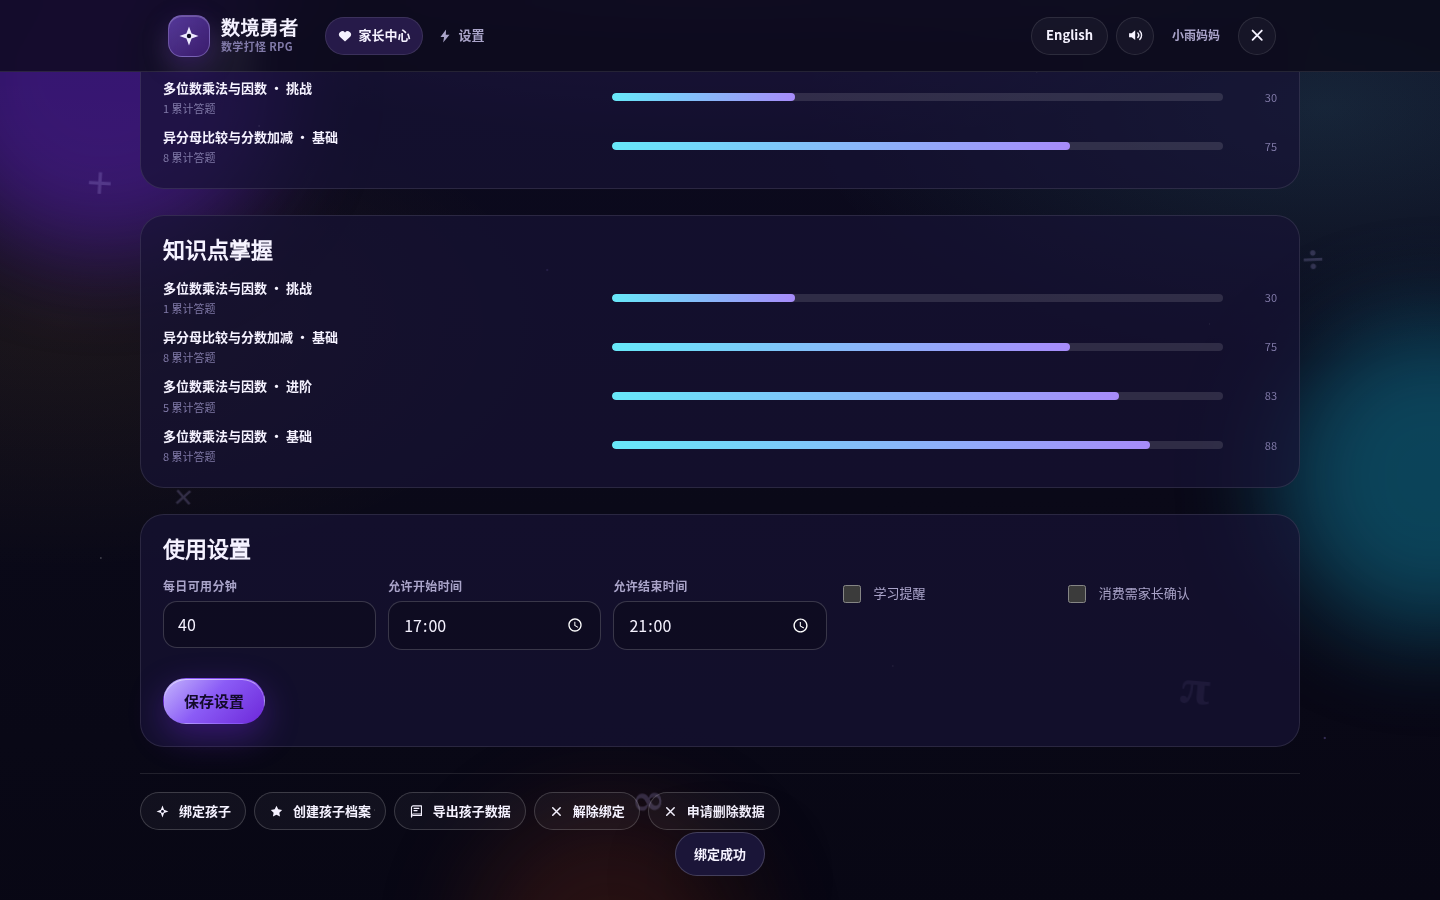 数境勇者
数学打怪 RPG
家长中心
设置
English
小雨妈妈
多位数乘法与因数 · 挑战
1 累计答题
30
异分母比较与分数加减 · 基础
8 累计答题
75
知识点掌握
多位数乘法与因数 · 挑战
1 累计答题
30
异分母比较与分数加减 · 基础
8 累计答题
75
多位数乘法与因数 · 进阶
5 累计答题
83
多位数乘法与因数 · 基础
8 累计答题
88
使用设置
每日可用分钟
允许开始时间
允许结束时间
学习提醒
消费需家长确认
40
17:00
21:00
保存设置
绑定孩子
创建孩子档案
导出孩子数据
解除绑定
申请删除数据
绑定成功
+
÷
×
π
∞